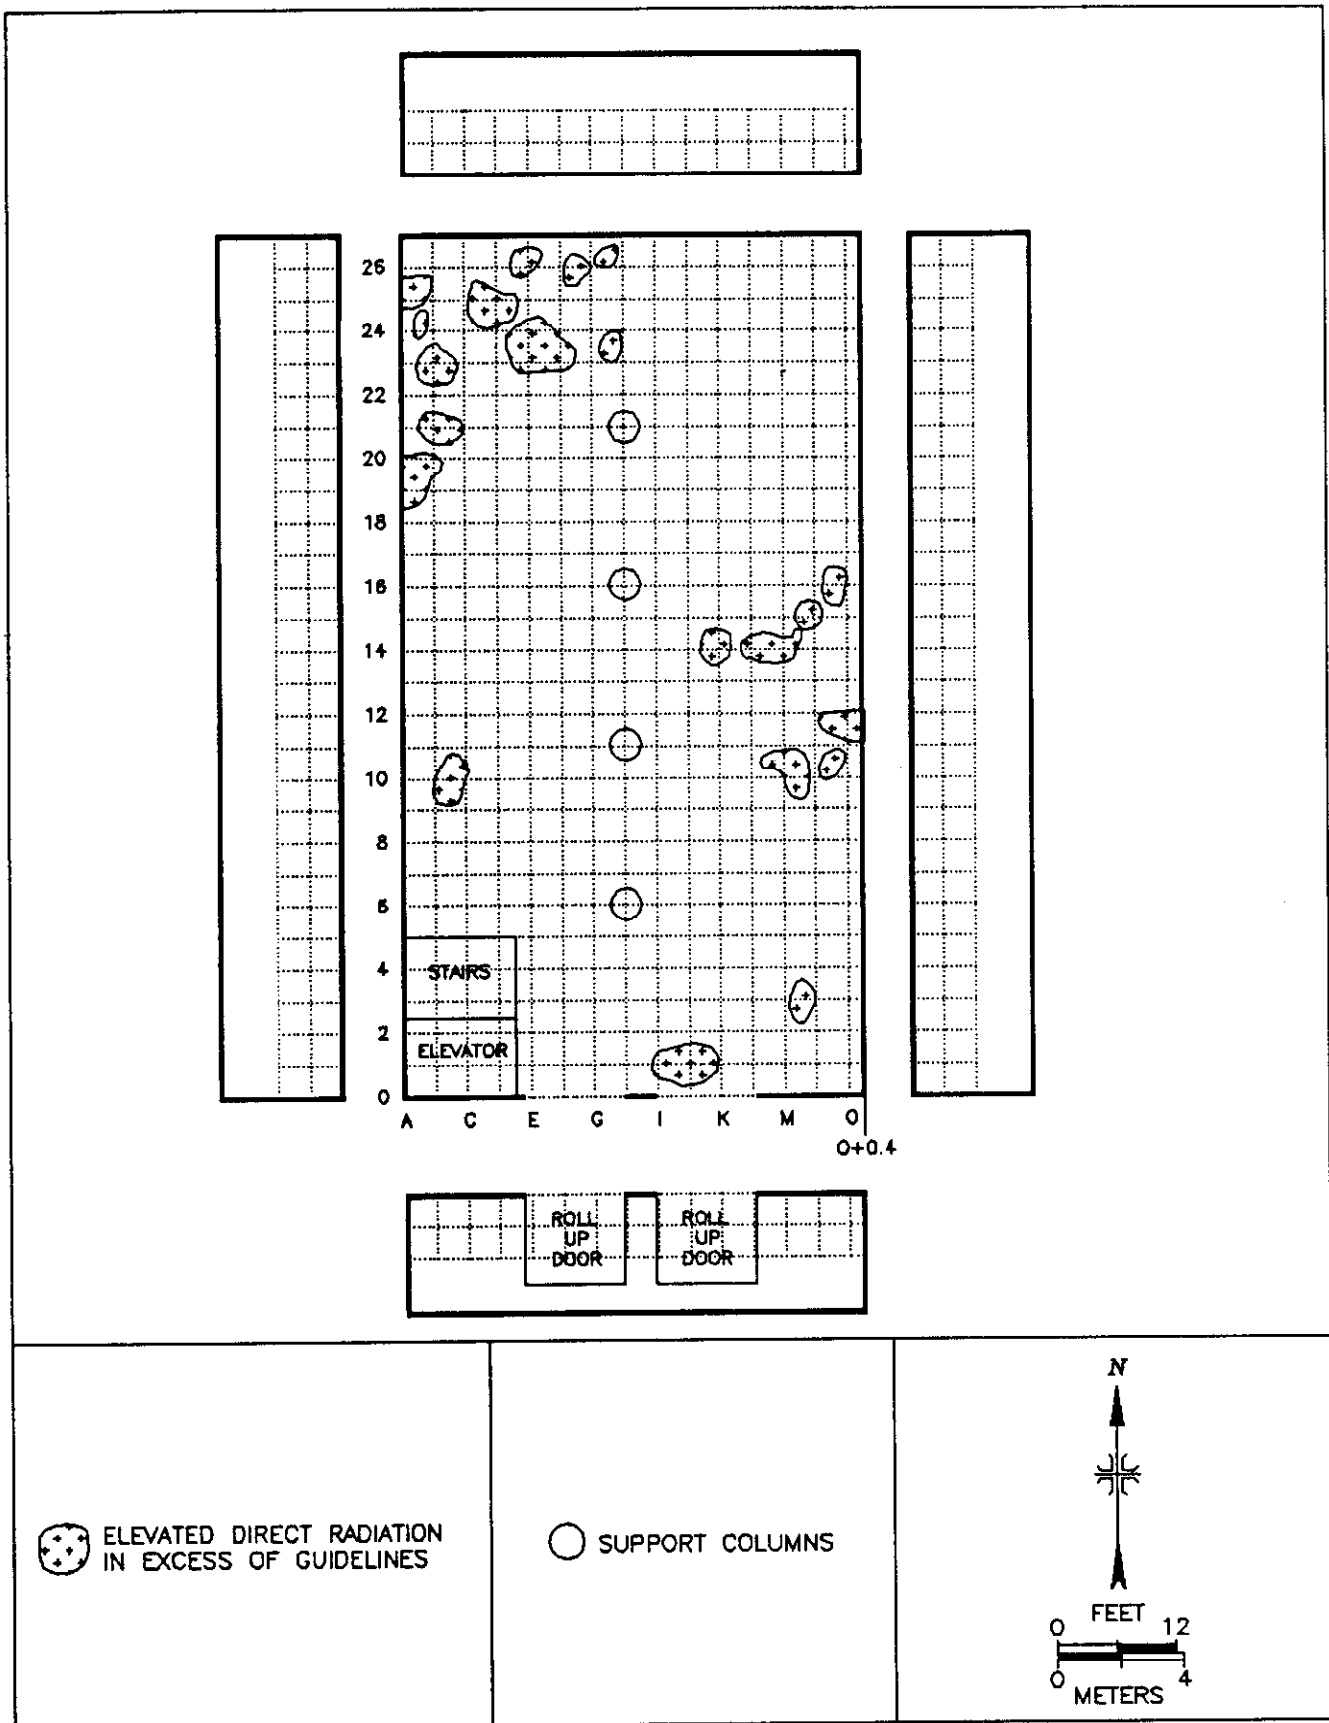 26
24
22
20
18
16
14
12
10
8
6
4
2
0
STAIRS
ELEVATOR
A C E G I K M O
O+0.4
ROLL UP DOOR
ROLL UP DOOR
ELEVATED DIRECT RADIATION
IN EXCESS OF GUIDELINES
SUPPORT COLUMNS
N
FEET
0 12
0 4
METERS